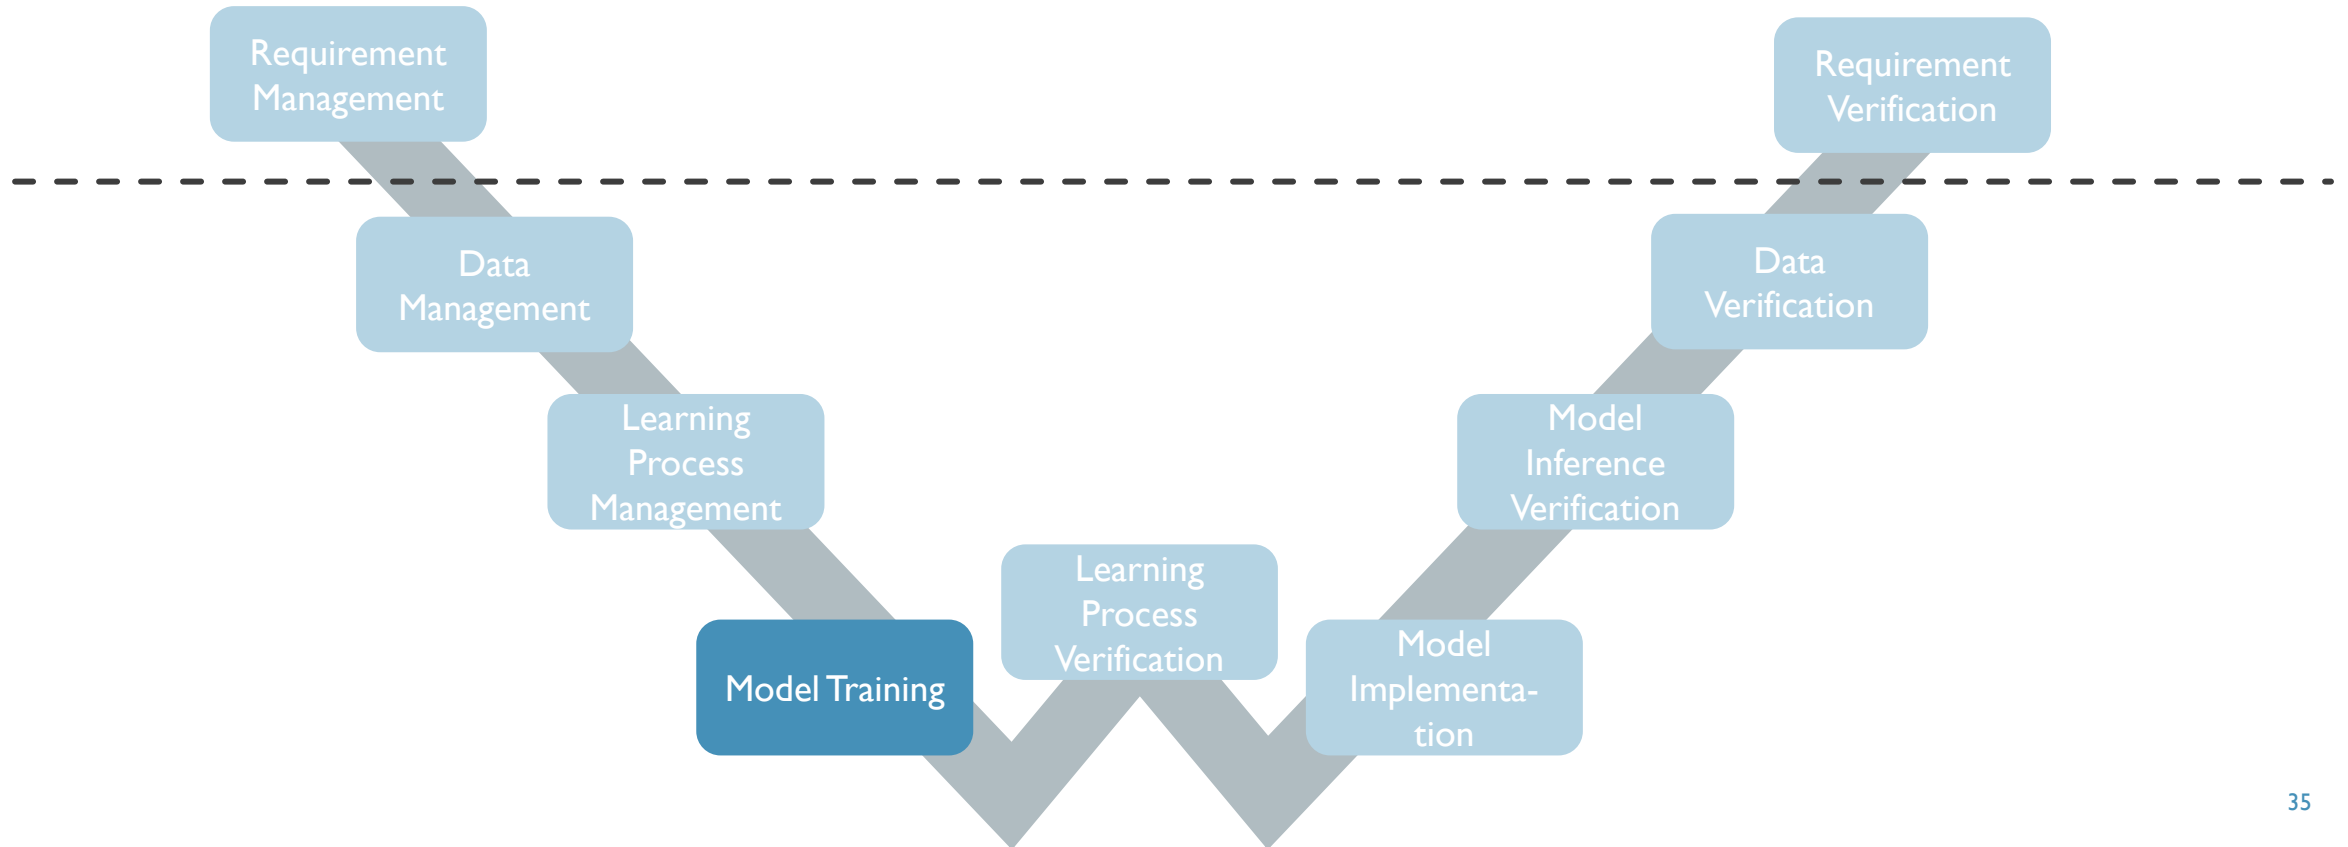 Requirement
Management
Requirement
Verification
Data
Management
Data
Verification
Learning
Process
Management
Model
Inference
Verification
Learning
Process
Verification
Model Training
Model
Implementa-
tion
35